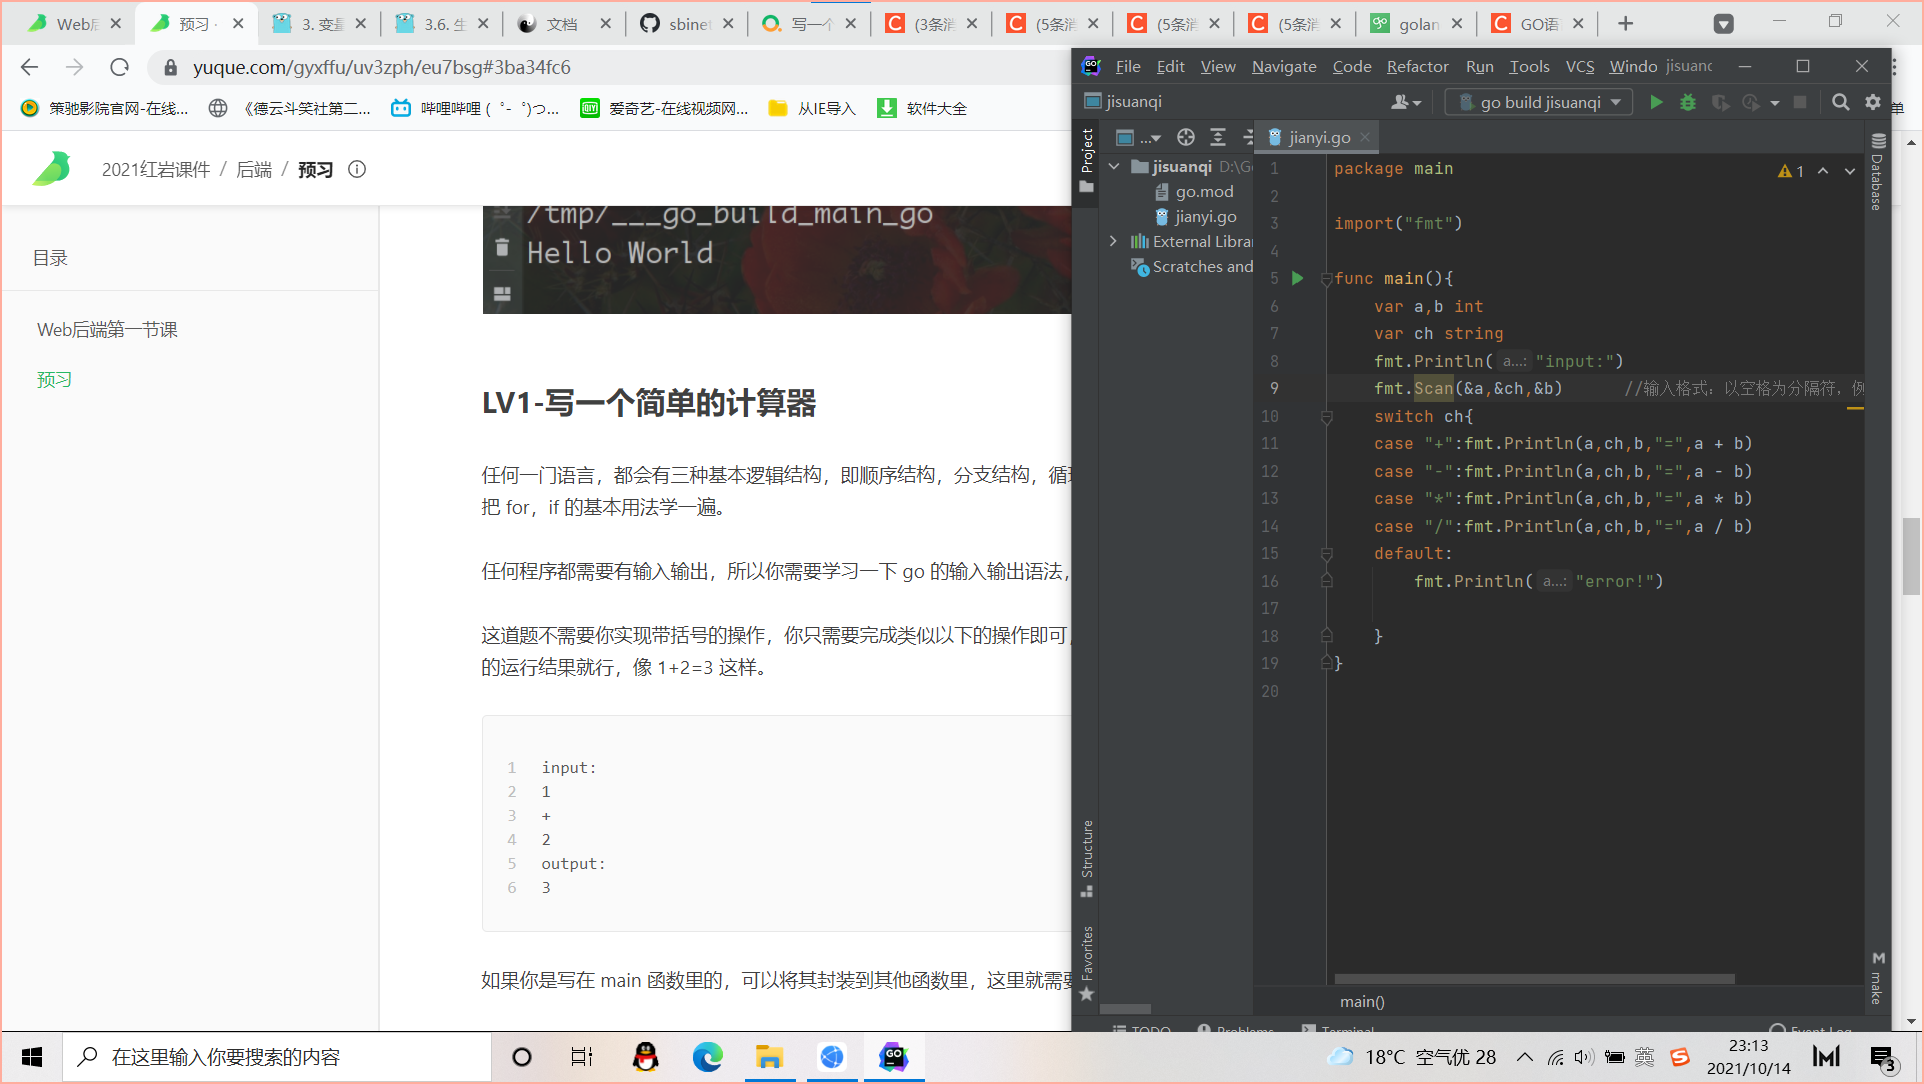 Web后
预习 ·
3. 变量
3.6. 生
文档
sbinet
写一个
(3条消
(5条消
(5条消
(5条消
golan
GO语
yuque.com/gyxffu/uv3zph/eu7bsg#3ba34fc6
策驰影院官网-在线...
《德云斗笑社第二...
哔哩哔哩 ( ゜- ゜)つ...
爱奇艺-在线视频网...
从IE导入
软件大全
2021红岩课件 / 后端 / 预习
目录
Web后端第一节课
预习
/tmp/___go_build_main_go
Hello World
LV1-写一个简单的计算器
任何一门语言，都会有三种基本逻辑结构，即顺序结构，分支结构，循
把 for，if 的基本用法学一遍。
任何程序都需要有输入输出，所以你需要学习一下 go 的输入输出语法，
这道题不需要你实现带括号的操作，你只需要完成类似以下的操作即可，
的运行结果就行，像 1+2=3 这样。
1 input:
2 1
3 +
4 2
5 output:
6 3
如果你是写在 main 函数里的，可以将其封装到其他函数里，这里就需要
File Edit View Navigate Code Refactor Run Tools VCS Windo jisuanc
jisuanqi
go build jisuanqi
单
Project
...
jianyi.go
jisuanqi D:\G
go.mod
jianyi.go
External Libra
Scratches and
1 package main
2
3 import("fmt")
4
5 func main(){
6 var a,b int
7 var ch string
8 fmt.Println( a...: "input:")
9 fmt.Scan(&a,&ch,&b) //输入格式：以空格为分隔符，例
10 switch ch{
11 case "+":fmt.Println(a,ch,b,"=",a + b)
12 case "-":fmt.Println(a,ch,b,"=",a - b)
13 case "*":fmt.Println(a,ch,b,"=",a * b)
14 case "/":fmt.Println(a,ch,b,"=",a / b)
15 default:
16 fmt.Println( a...: "error!")
17
18 }
19 }
20
1
Database
make
Structure
Favorites
main()
TODO Problems Terminal Event Log
在这里输入你要搜索的内容
18°C 空气优 28
英
23:13
2021/10/14
3